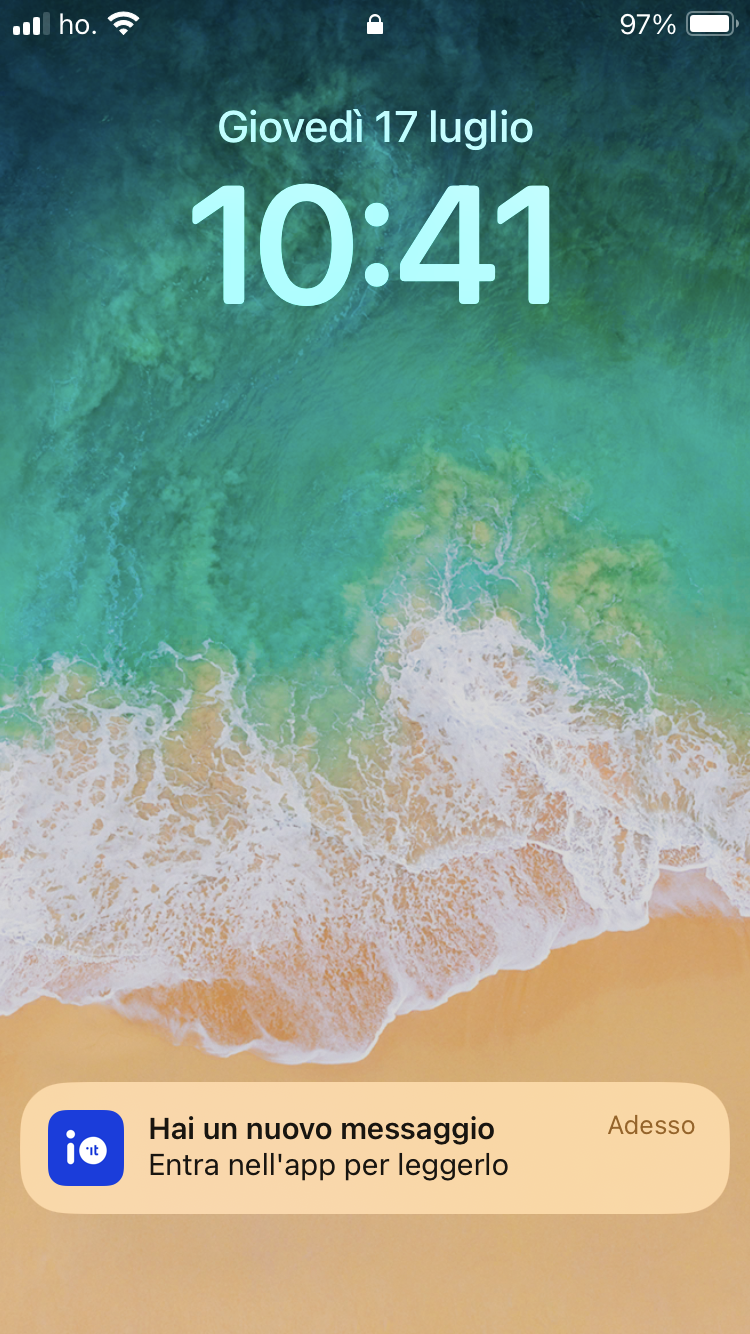 ho. 97%
Giovedì 17 luglio
10:41
Hai un nuovo messaggio Adesso
Entra nell'app per leggerlo
io .it